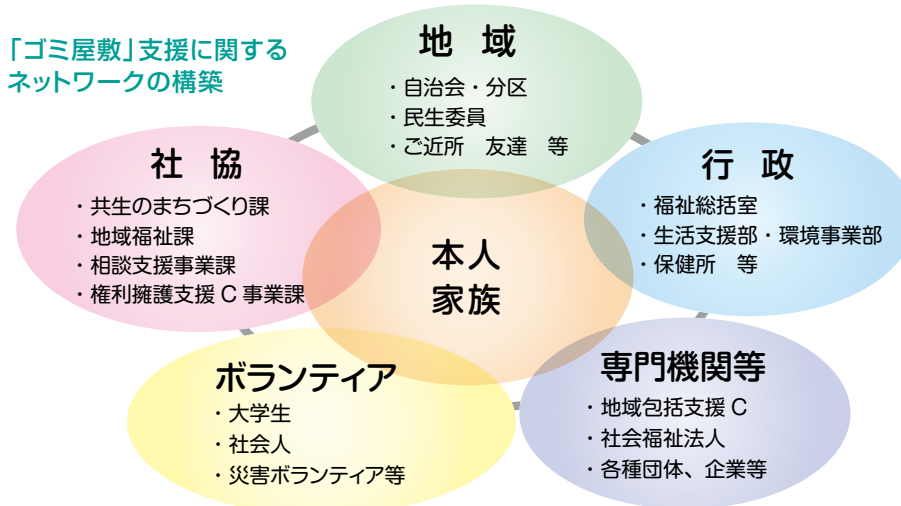 「ゴミ屋敷」支援に関する
ネットワークの構築
地 域
・自治会・分区
・民生委員
・ご近所 友達 等
社 協
・共生のまちづくり課
・地域福祉課
・相談支援事業課
・権利擁護支援 C 事業課
行 政
・福祉総括室
・生活支援部・環境事業部
・保健所 等
本人
家族
ボランティア
・大学生
・社会人
・災害ボランティア等
専門機関等
・地域包括支援 C
・社会福祉法人
・各種団体、企業等